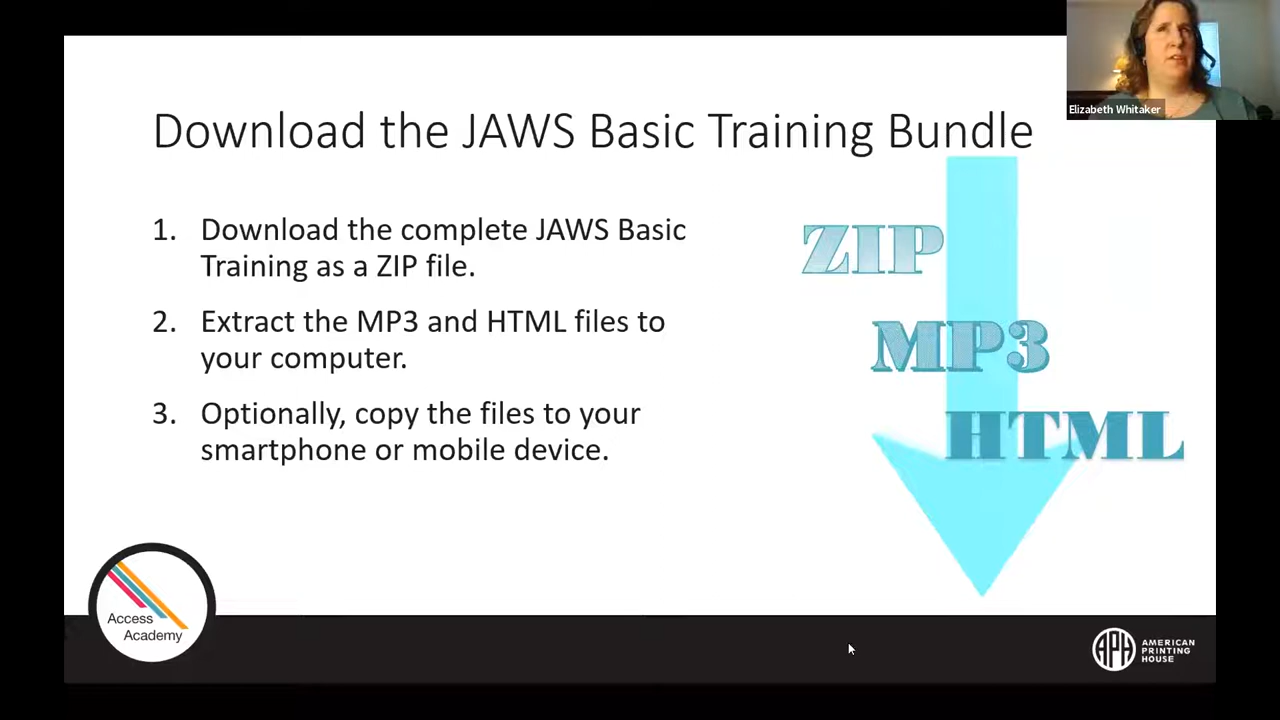 Elizabeth Whitaker
Download the JAWS Basic Training Bundle
1. Download the complete JAWS Basic
Training as a ZIP file.
2. Extract the MP3 and HTML files to
your computer.
3. Optionally, copy the files to your
smartphone or mobile device.
ZIP
MP3
HTML
Access
Academy
APH
AMERICAN
PRINTING
HOUSE